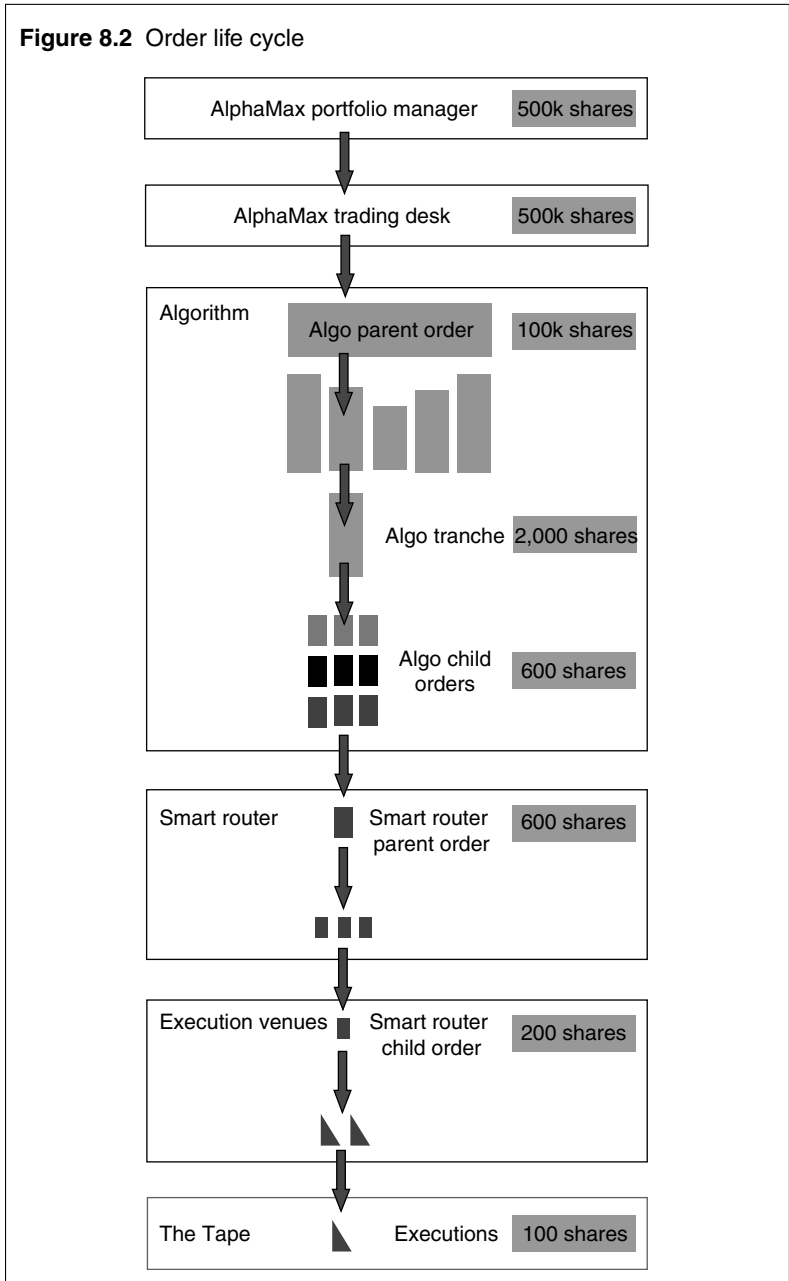 Figure 8.2 Order life cycle
AlphaMax portfolio manager 500k shares
AlphaMax trading desk 500k shares
Algorithm
Algo parent order 100k shares
Algo tranche 2,000 shares
Algo child
orders
600 shares
Smart router
Smart router
parent order
600 shares
Execution venues
Smart router
child order
200 shares
The Tape Executions 100 shares